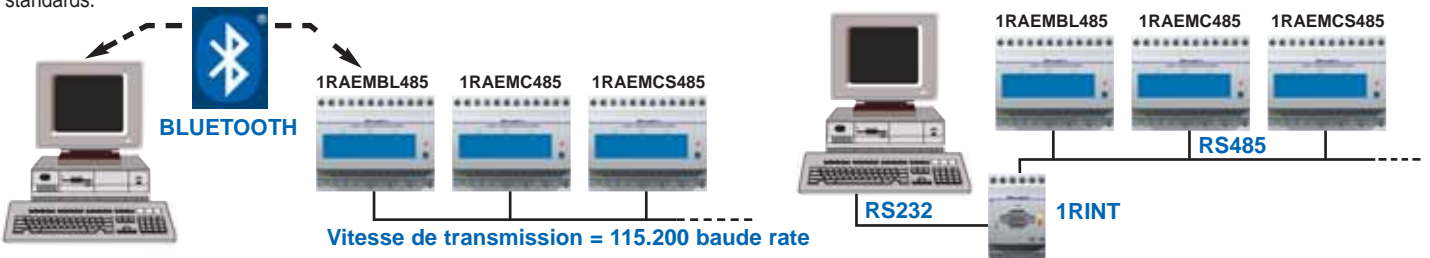 standards.
BLUETOOTH
1RAEMBL485 1RAEMC485 1RAEMCS485
Vitesse de transmission = 115.200 baude rate
1RAEMBL485 1RAEMC485 1RAEMCS485
RS485
RS232
1RINT